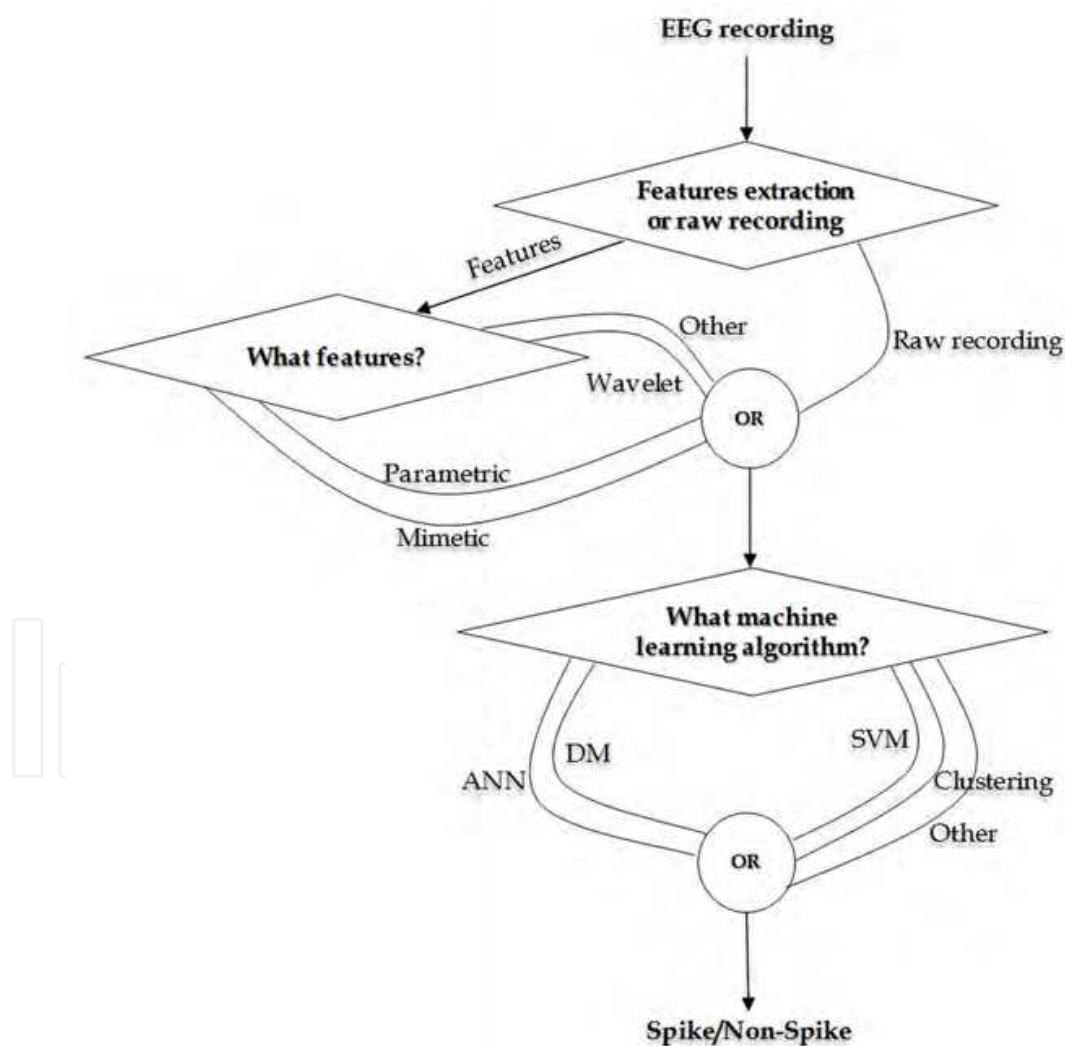 EEG recording
Features extraction
or raw recording
Features
What features?
Other
Wavelet
Raw recording
OR
Parametric
Mimetic
What machine
learning algorithm?
ANN
DM
SVM
Clustering
Other
OR
Spike/Non-Spike